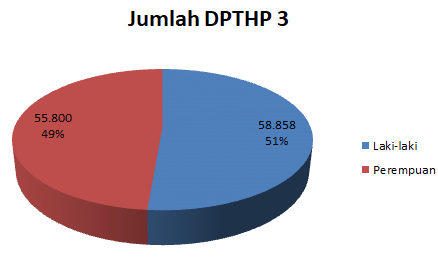 Jumlah DPTHP 3
55.800
49%
58.858
51%
Laki-laki
Perempuan